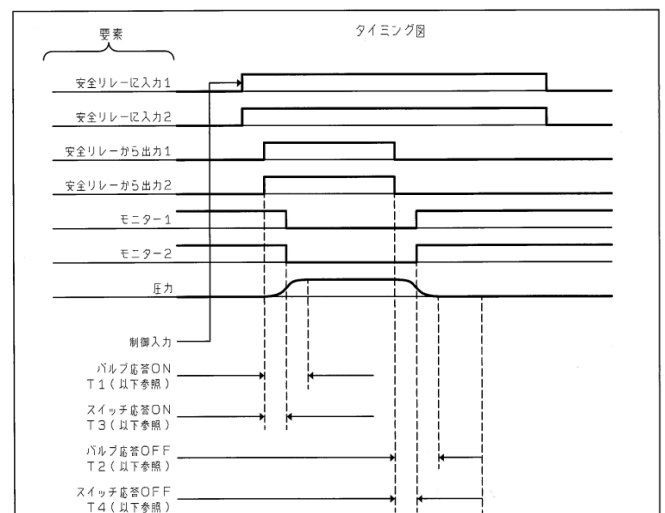 要素
タイミング図
安全リレーに入力1
安全リレーに入力2
安全リレーから出力1
安全リレーから出力2
モニター1
モニター2
圧力
制御入力
バルブ応答ON
T1(以下参照)
スイッチ応答ON
T3(以下参照)
バルブ応答OFF
T2(以下参照)
スイッチ応答OFF
T4(以下参照)